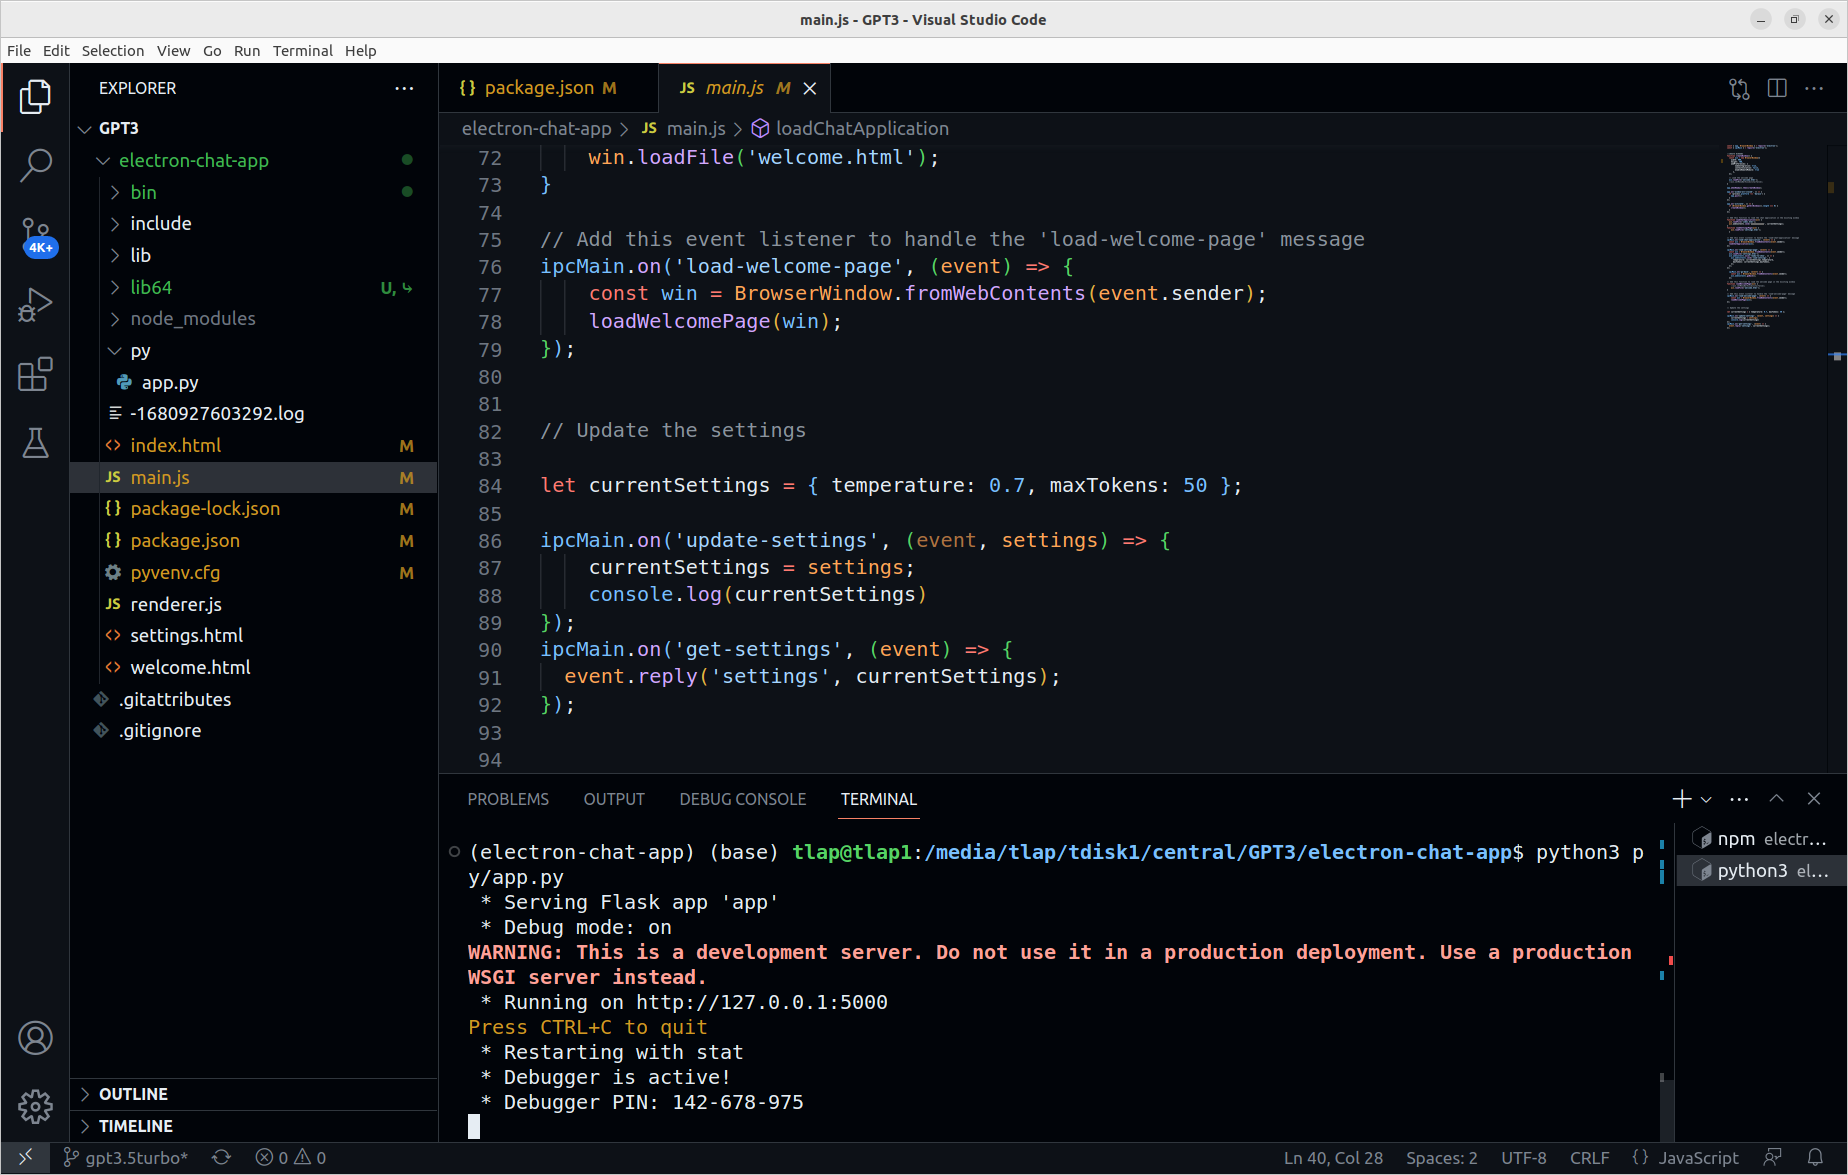 main.js - GPT3 - Visual Studio Code
File Edit Selection View Go Run Terminal Help
EXPLORER
GPT3
electron-chat-app
bin
include
lib
lib64 U,
node_modules
py
app.py
-1680927603292.log
index.html M
main.js M
package-lock.json M
package.json M
pyvenv.cfg M
renderer.js
settings.html
welcome.html
.gitattributes
.gitignore
OUTLINE
TIMELINE
4K+
{} package.json M
JS main.js M
electron-chat-app > JS main.js > loadChatApplication
72 win.loadFile('welcome.html');
73 }
74
75 // Add this event listener to handle the 'load-welcome-page' message
76 ipcMain.on('load-welcome-page', (event) => {
77 const win = BrowserWindow.fromWebContents(event.sender);
78 loadWelcomePage(win);
79 });
80
81
82 // Update the settings
83
84 let currentSettings = { temperature: 0.7, maxTokens: 50 };
85
86 ipcMain.on('update-settings', (event, settings) => {
87 currentSettings = settings;
88 console.log(currentSettings)
89 });
90 ipcMain.on('get-settings', (event) => {
91 event.reply('settings', currentSettings);
92 });
93
94
PROBLEMS OUTPUT DEBUG CONSOLE TERMINAL
(electron-chat-app) (base) tlap@tlap1:/media/tlap/tdisk1/central/GPT3/electron-chat-app$ python3 p
y/app.py
* Serving Flask app 'app'
* Debug mode: on
WARNING: This is a development server. Do not use it in a production deployment. Use a production
WSGI server instead.
* Running on http://127.0.0.1:5000
Press CTRL+C to quit
* Restarting with stat
* Debugger is active!
* Debugger PIN: 142-678-975
npm electr...
python3 el...
gpt3.5turbo* 0 0 Ln 40, Col 28 Spaces: 2 UTF-8 CRLF {} JavaScript